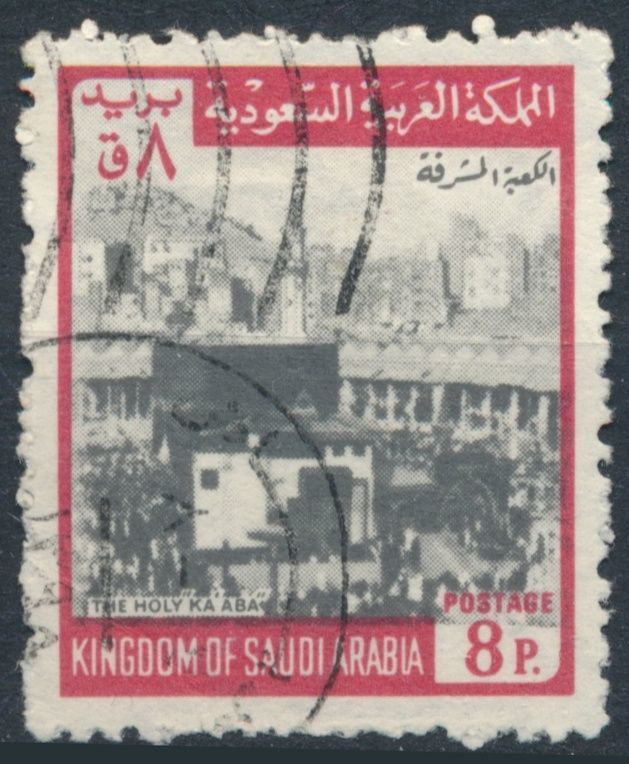 المملكة العربية السعودية
بريد
٨ ق
الكعبة المشرفة
THE HOLY "KA'ABA"
POSTAGE
KINGDOM OF SAUDI ARABIA
8 P.